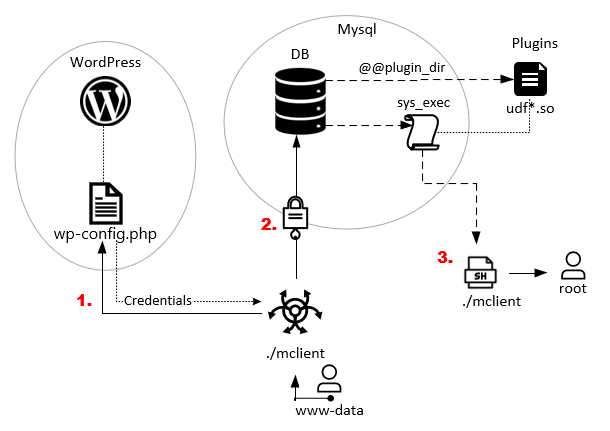 Mysql
WordPress
DB
Plugins
@@plugin_dir
sys_exec
udf*.so
wp-config.php
2.
3.
SH
1.
Credentials
./mclient
root
./mclient
www-data